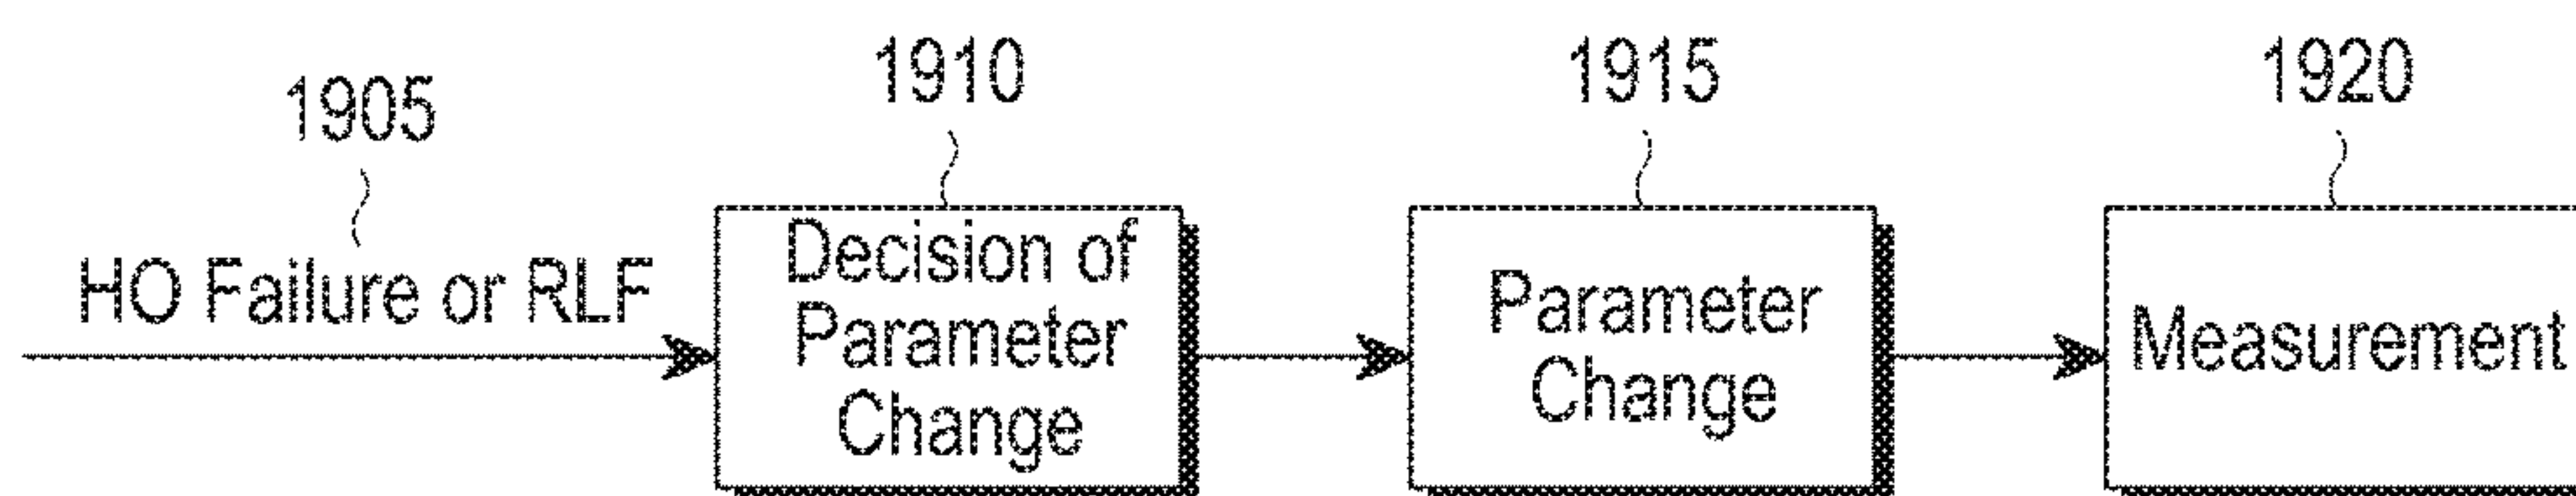 1905
1910
1915
1920
HO Failure or RLF
Decision of
Parameter
Change
Parameter
Change
Measurement